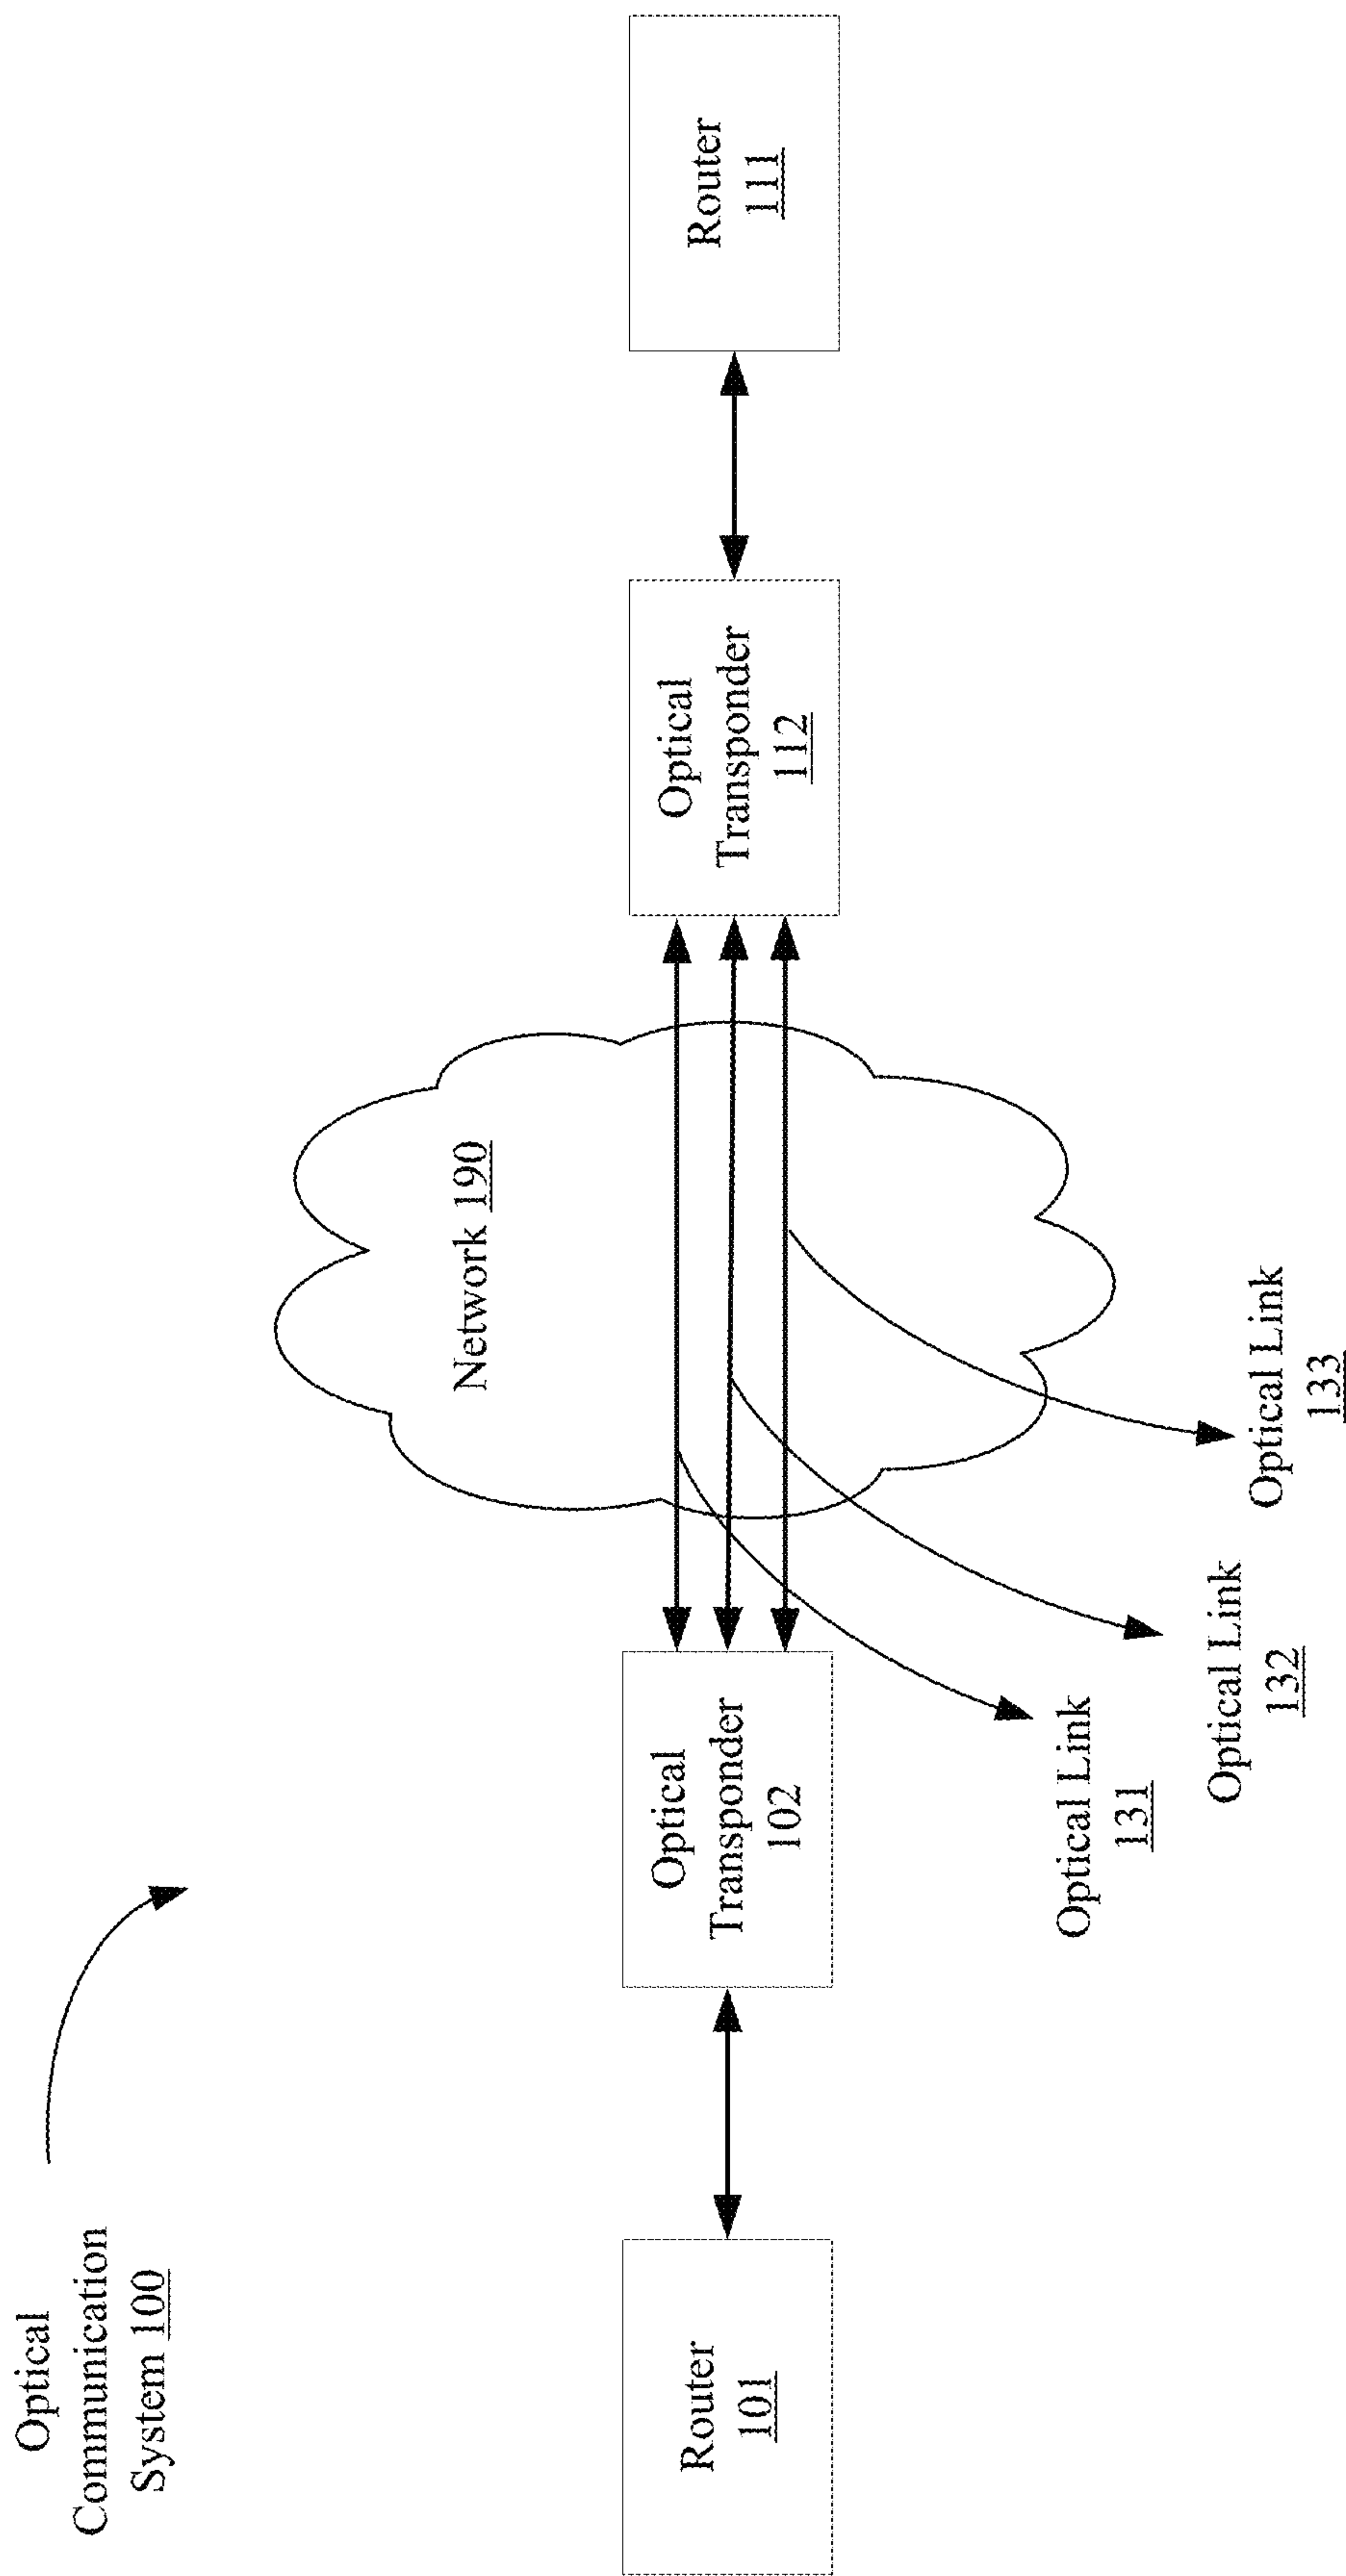 Optical
Communication
System 100
Network 190
Router
101
Optical
Transponder
102
Optical
Transponder
112
Router
111
Optical Link
131
Optical Link
132
Optical Link
133